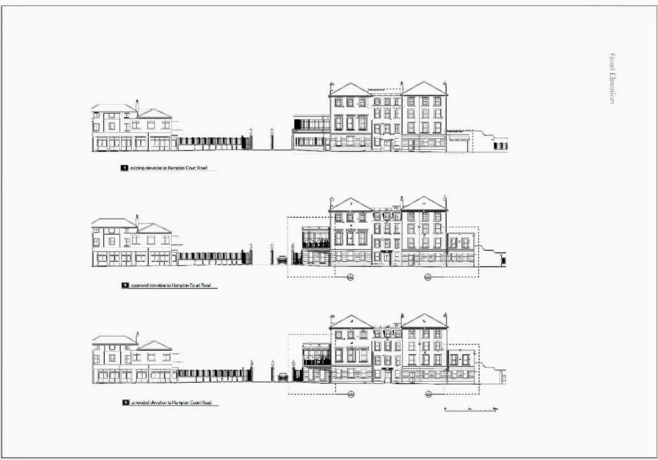 Front Elevation
existing elevation to Hampton Court Road
approved elevation to Hampton Court Road
amended elevation to Hampton Court Road